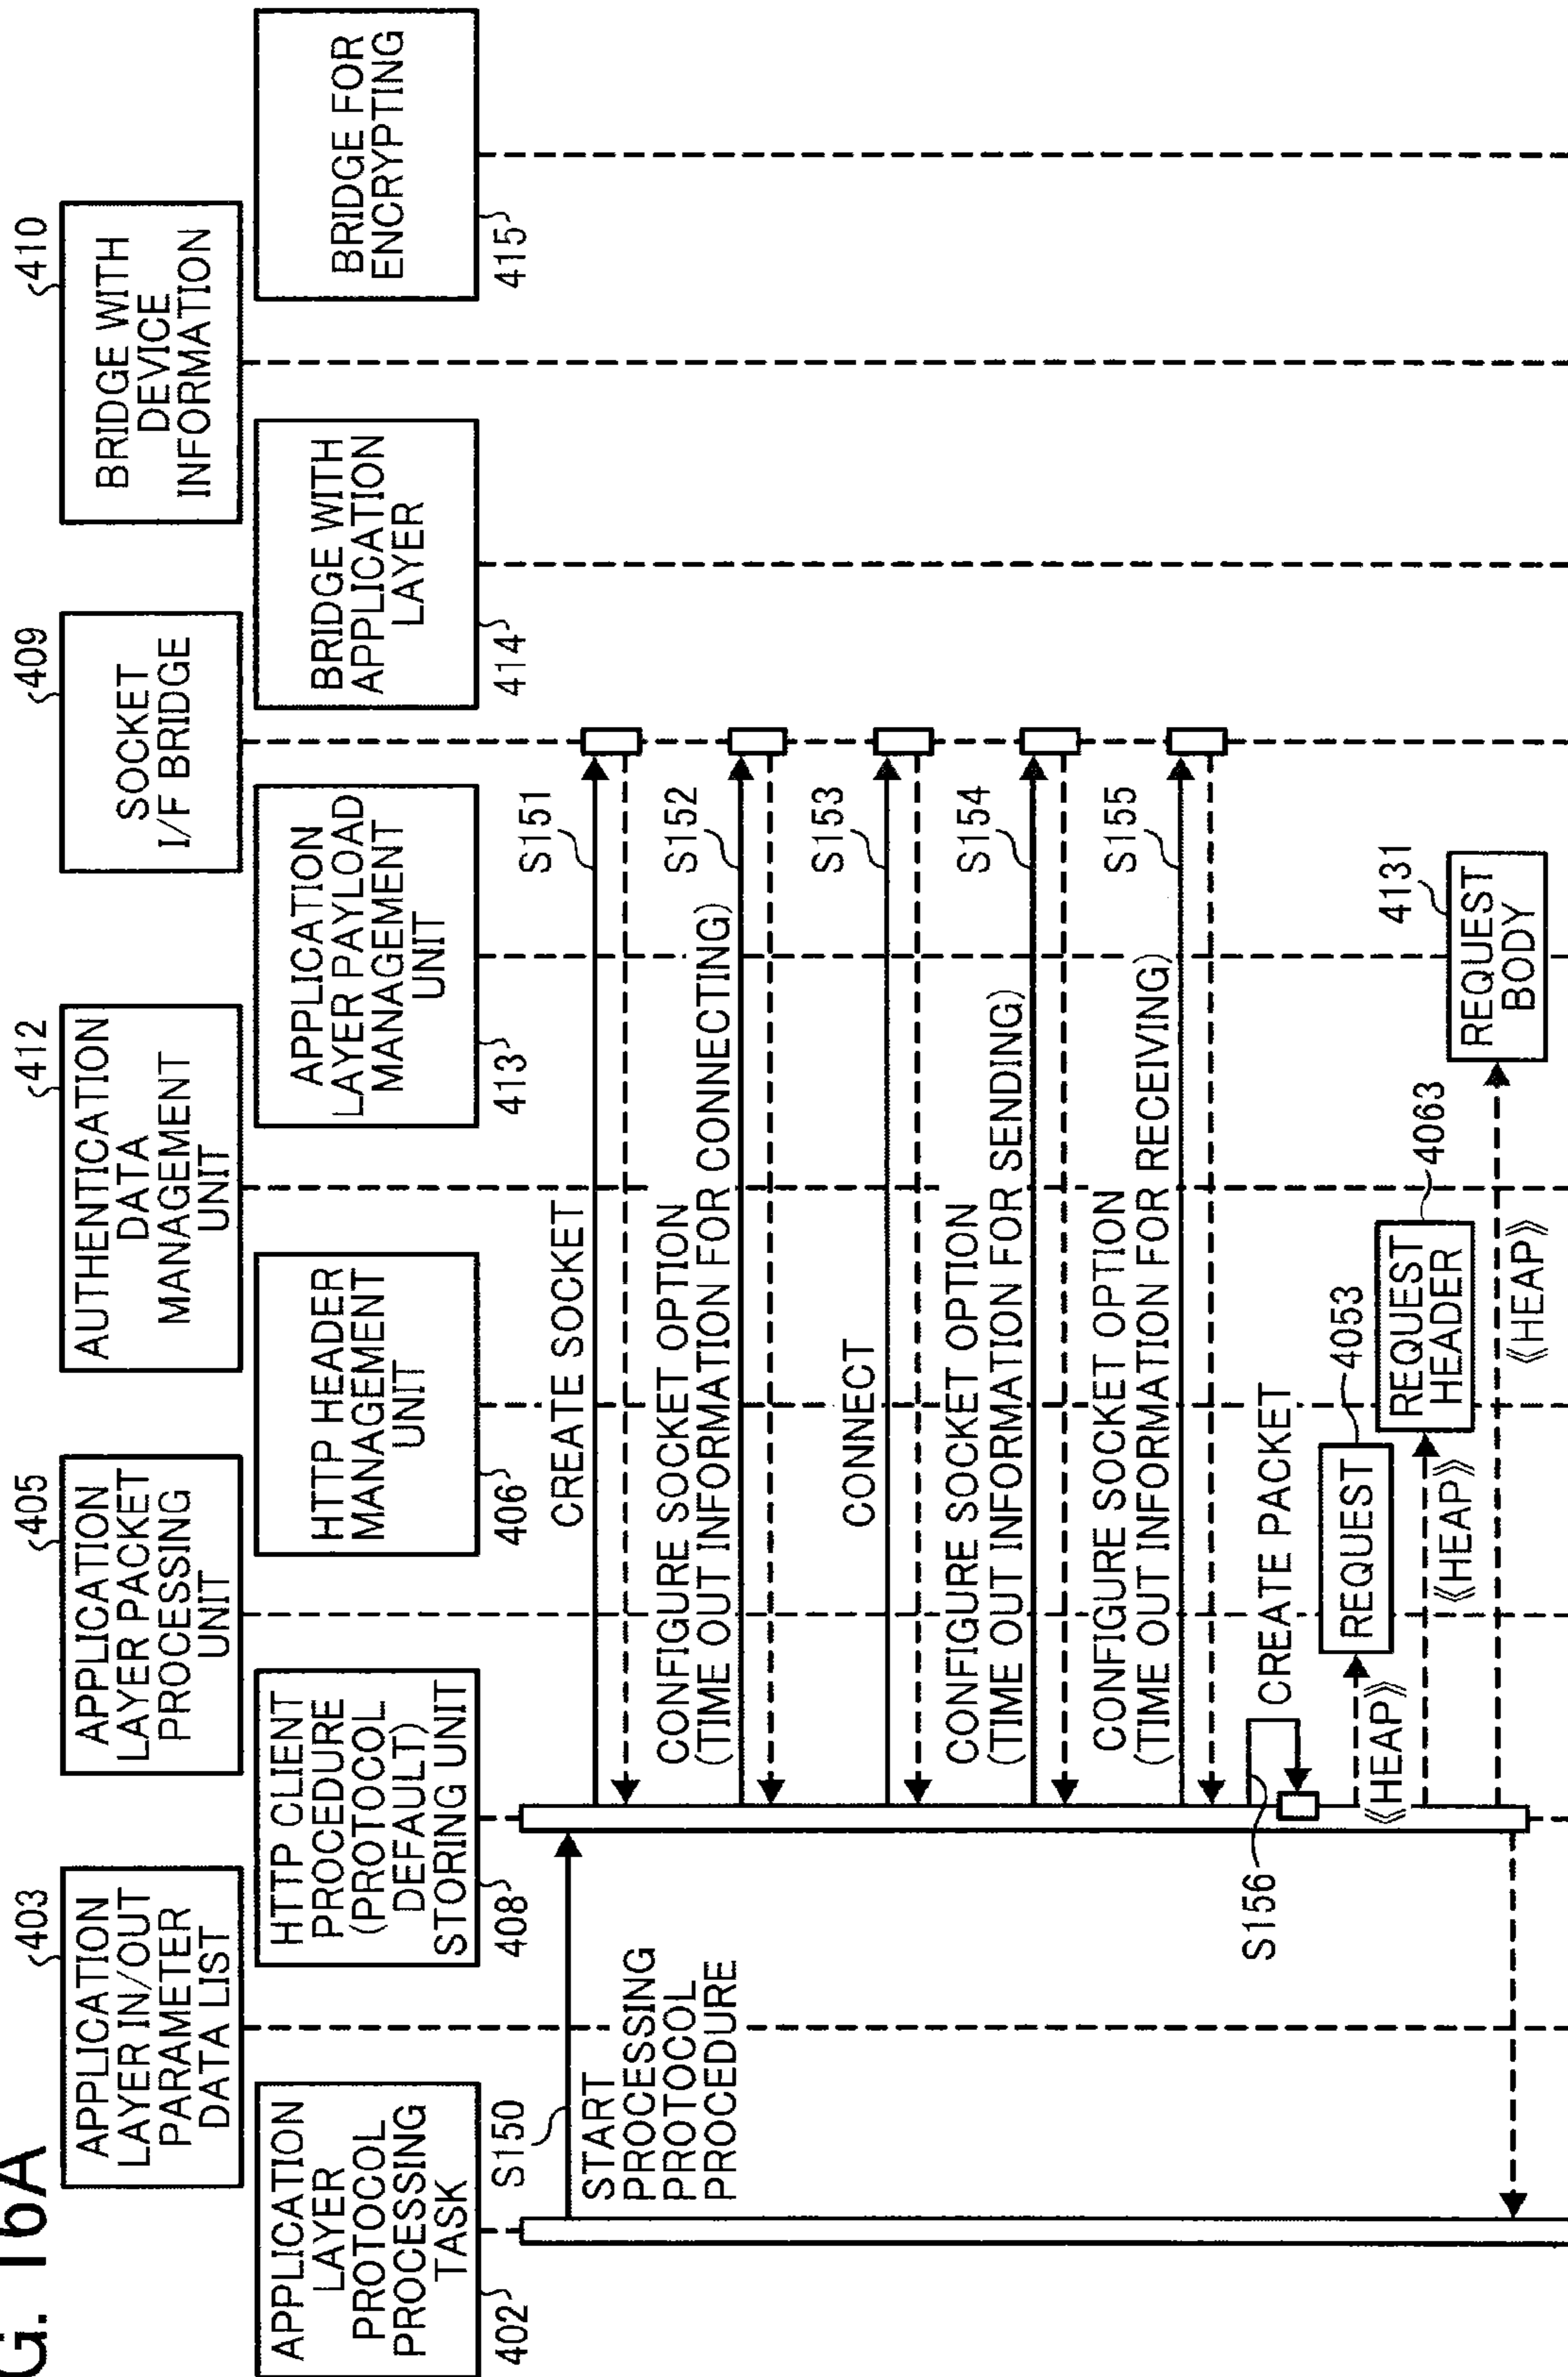 G. 16A
APPLICATION
LAYER
PROTOCOL
PROCESSING
TASK
402
APPLICATION
LAYER IN/OUT
PARAMETER
DATA LIST
403
HTTP CLIENT
PROCEDURE
(PROTOCOL
DEFAULT)
STORING UNIT
408
APPLICATION
LAYER PACKET
PROCESSING
UNIT
405
HTTP HEADER
MANAGEMENT
UNIT
406
AUTHENTICATION
DATA
MANAGEMENT
UNIT
412
APPLICATION
LAYER PAYLOAD
MANAGEMENT
UNIT
413
SOCKET
I/F BRIDGE
409
BRIDGE WITH
APPLICATION
LAYER
414
BRIDGE WITH
DEVICE
INFORMATION
410
BRIDGE FOR
ENCRYPTING
415
S150
START
PROCESSING
PROTOCOL
PROCEDURE
CREATE SOCKET
S151
CONFIGURE SOCKET OPTION
(TIME OUT INFORMATION FOR CONNECTING)
S152
CONNECT
S153
CONFIGURE SOCKET OPTION
(TIME OUT INFORMATION FOR SENDING)
S154
CONFIGURE SOCKET OPTION
(TIME OUT INFORMATION FOR RECEIVING)
S155
S156
CREATE PACKET
《HEAP》
REQUEST
4053
《HEAP》
REQUEST
HEADER
4063
《HEAP》
REQUEST
BODY
4131